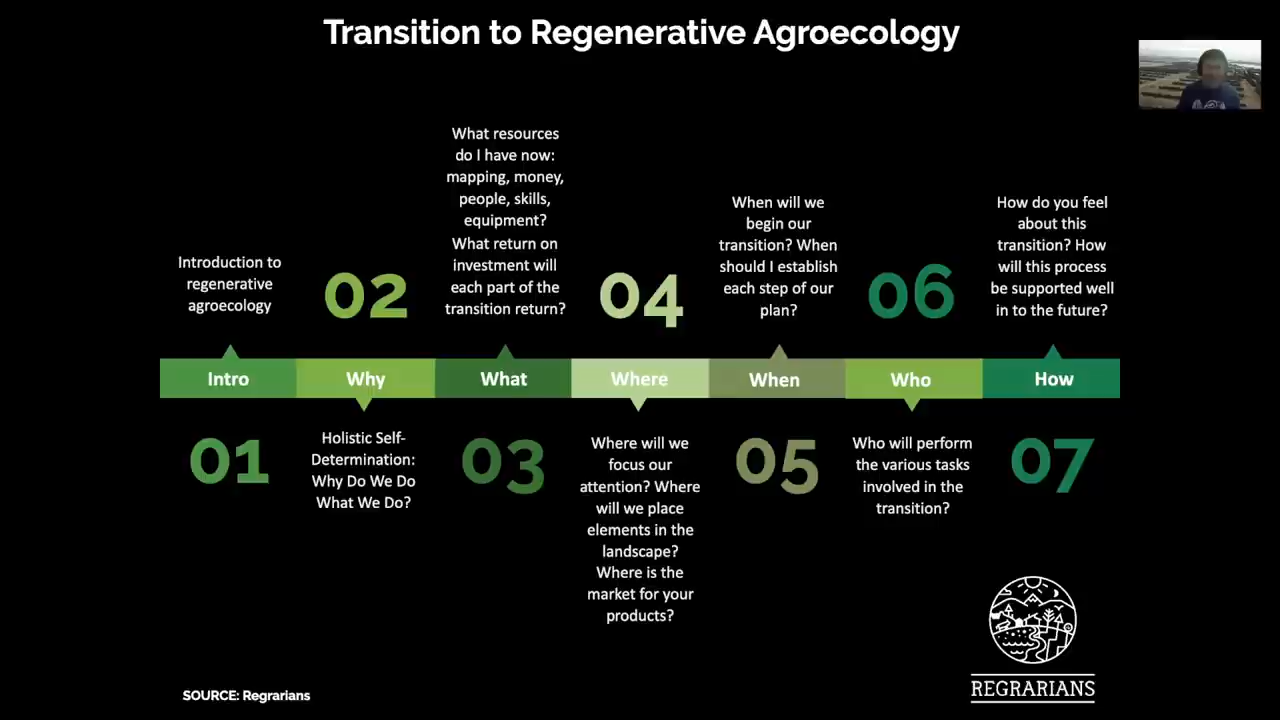 Transition to Regenerative Agroecology
Introduction to
regenerative
agroecology
Intro
01
02
Why
Holistic Self-
Determination:
Why Do We Do
What We Do?
What resources
do I have now:
mapping, money,
people, skills,
equipment?
What return on
investment will
each part of the
transition return?
What
03
04
Where
Where will we
focus our
attention? Where
will we place
elements in the
landscape?
Where is the
market for your
products?
When will we
begin our
transition? When
should I establish
each step of our
plan?
When
05
06
Who
Who will perform
the various tasks
involved in the
transition?
How do you feel
about this
transition? How
will this process
be supported well
in to the future?
How
07
REGRARIANS
SOURCE: Regrarians